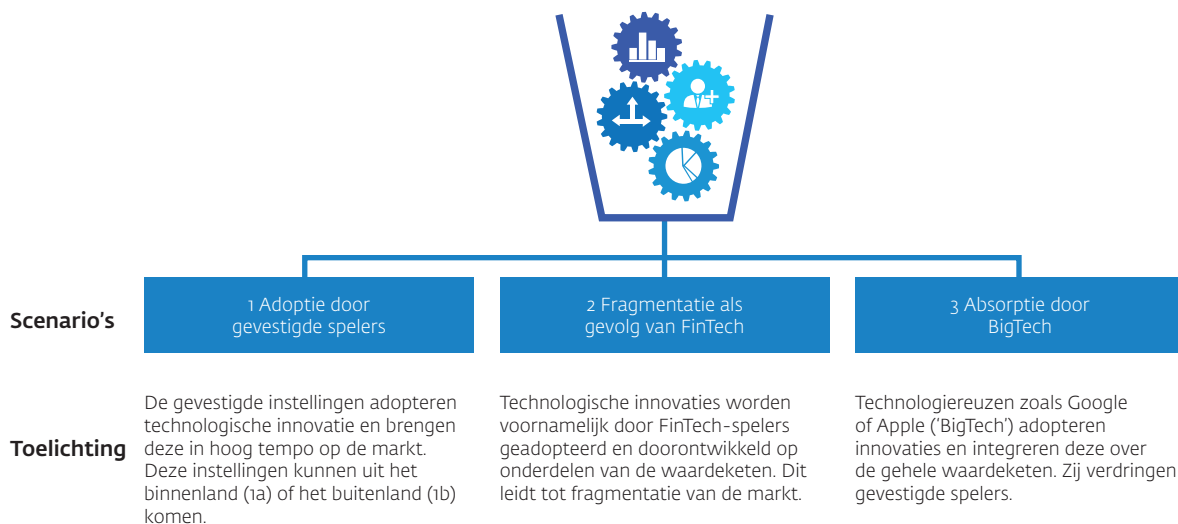 Scenario's
1 Adoptie door
gevestigde spelers
2 Fragmentatie als
gevolg van FinTech
3 Absorptie door
BigTech
Toelichting
De gevestigde instellingen adopteren
technologische innovatie en brengen
deze in hoog tempo op de markt.
Deze instellingen kunnen uit het
binnenland (1a) of het buitenland (1b)
komen.
Technologische innovaties worden
voornamelijk door FinTech-spelers
geadopteerd en doorontwikkeld op
onderdelen van de waardeketen. Dit
leidt tot fragmentatie van de markt.
Technologiereuzen zoals Google
of Apple ('BigTech') adopteren
innovaties en integreren deze over
de gehele waardeketen. Zij verdringen
gevestigde spelers.